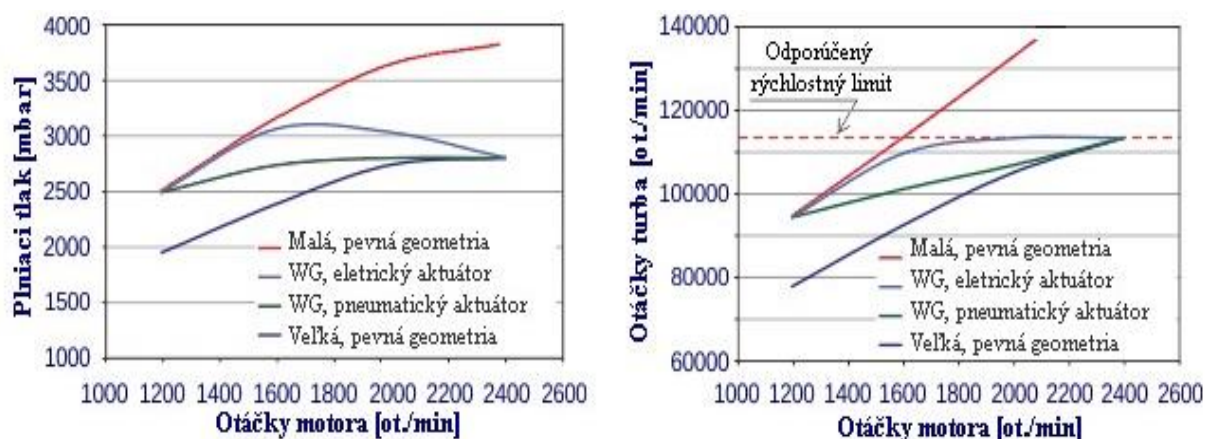 4000
3500
3000
2500
2000
1500
1000
Plniaci tlak [mbar]
Malá, pevná geometria
WG, eletrický aktuátor
WG, pneumatický aktuátor
Veľká, pevná geometria
1000 1200 1400 1600 1800 2000 2200 2400 2600
Otáčky motora [ot./min]
140000
120000
100000
80000
60000
Otáčky turba [ot./min]
Odporúčený
rýchlostný limit
Malá, pevná geometria
WG, eletrický aktuátor
WG, pneumatický aktuátor
Veľká, pevná geometria
1000 1200 1400 1600 1800 2000 2200 2400 2600
Otáčky motora [ot./min]